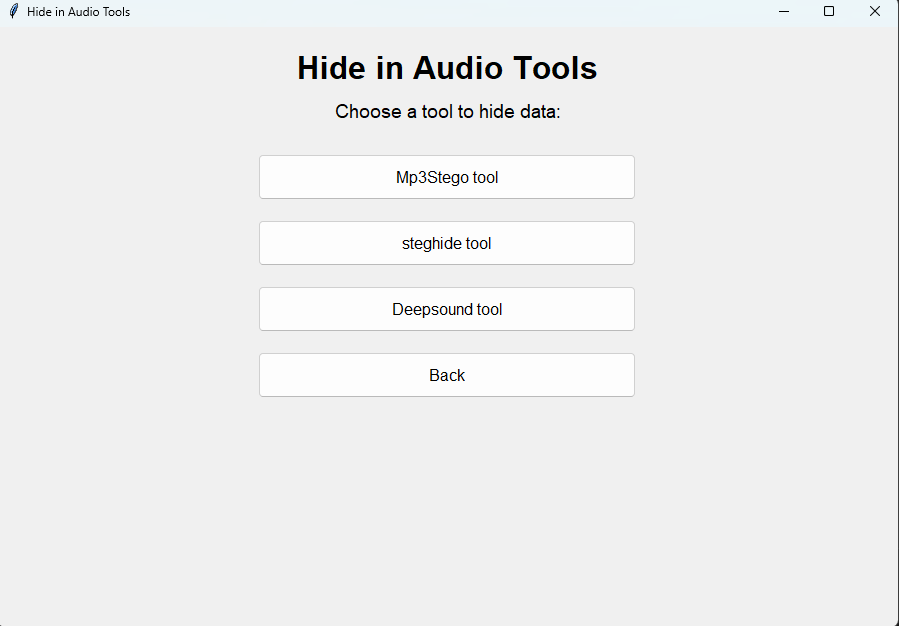 Hide in Audio Tools
Hide in Audio Tools
Choose a tool to hide data:
Mp3Stego tool
steghide tool
Deepsound tool
Back